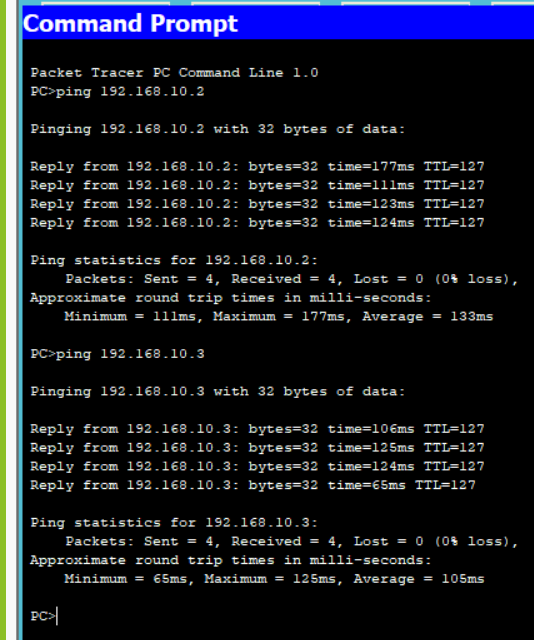 Command Prompt
Packet Tracer PC Command Line 1.0
PC>ping 192.168.10.2
Pinging 192.168.10.2 with 32 bytes of data:
Reply from 192.168.10.2: bytes=32 time=177ms TTL=127
Reply from 192.168.10.2: bytes=32 time=111ms TTL=127
Reply from 192.168.10.2: bytes=32 time=123ms TTL=127
Reply from 192.168.10.2: bytes=32 time=124ms TTL=127
Ping statistics for 192.168.10.2:
Packets: Sent = 4, Received = 4, Lost = 0 (0% loss),
Approximate round trip times in milli-seconds:
Minimum = 111ms, Maximum = 177ms, Average = 133ms
PC>ping 192.168.10.3
Pinging 192.168.10.3 with 32 bytes of data:
Reply from 192.168.10.3: bytes=32 time=106ms TTL=127
Reply from 192.168.10.3: bytes=32 time=125ms TTL=127
Reply from 192.168.10.3: bytes=32 time=124ms TTL=127
Reply from 192.168.10.3: bytes=32 time=65ms TTL=127
Ping statistics for 192.168.10.3:
Packets: Sent = 4, Received = 4, Lost = 0 (0% loss),
Approximate round trip times in milli-seconds:
Minimum = 65ms, Maximum = 125ms, Average = 105ms
PC>